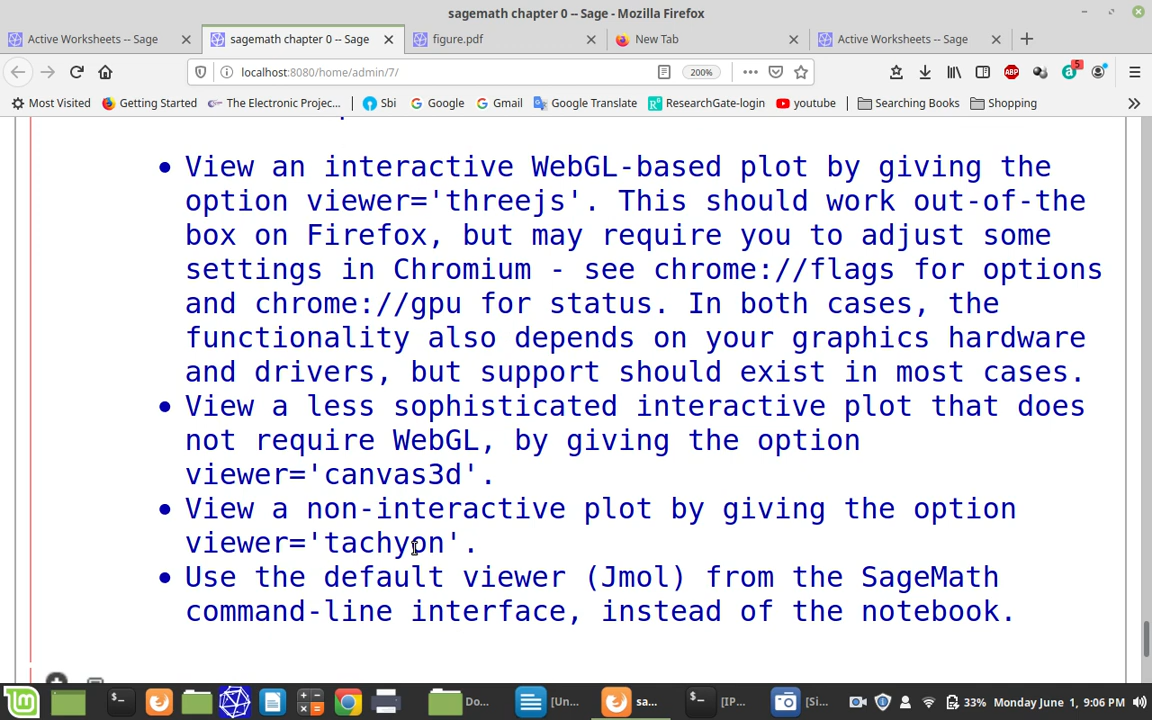 sagemath chapter 0 -- Sage - Mozilla Firefox
Active Worksheets -- Sage
sagemath chapter 0 -- Sage
figure.pdf
New Tab
Active Worksheets -- Sage
localhost:8080/home/admin/7/
200%
ABP
5
Most Visited
Getting Started
The Electronic Projec...
Sbi
Google
Gmail
Google Translate
ResearchGate-login
youtube
Searching Books
Shopping
• View an interactive WebGL-based plot by giving the
option viewer='threejs'. This should work out-of-the
box on Firefox, but may require you to adjust some
settings in Chromium - see chrome://flags for options
and chrome://gpu for status. In both cases, the
functionality also depends on your graphics hardware
and drivers, but support should exist in most cases.
• View a less sophisticated interactive plot that does
not require WebGL, by giving the option
viewer='canvas3d'.
• View a non-interactive plot by giving the option
viewer='tachyon'.
• Use the default viewer (Jmol) from the SageMath
command-line interface, instead of the notebook.
Do...
[Un...
sa...
[IP...
[Si...
33%
Monday June 1, 9:06 PM